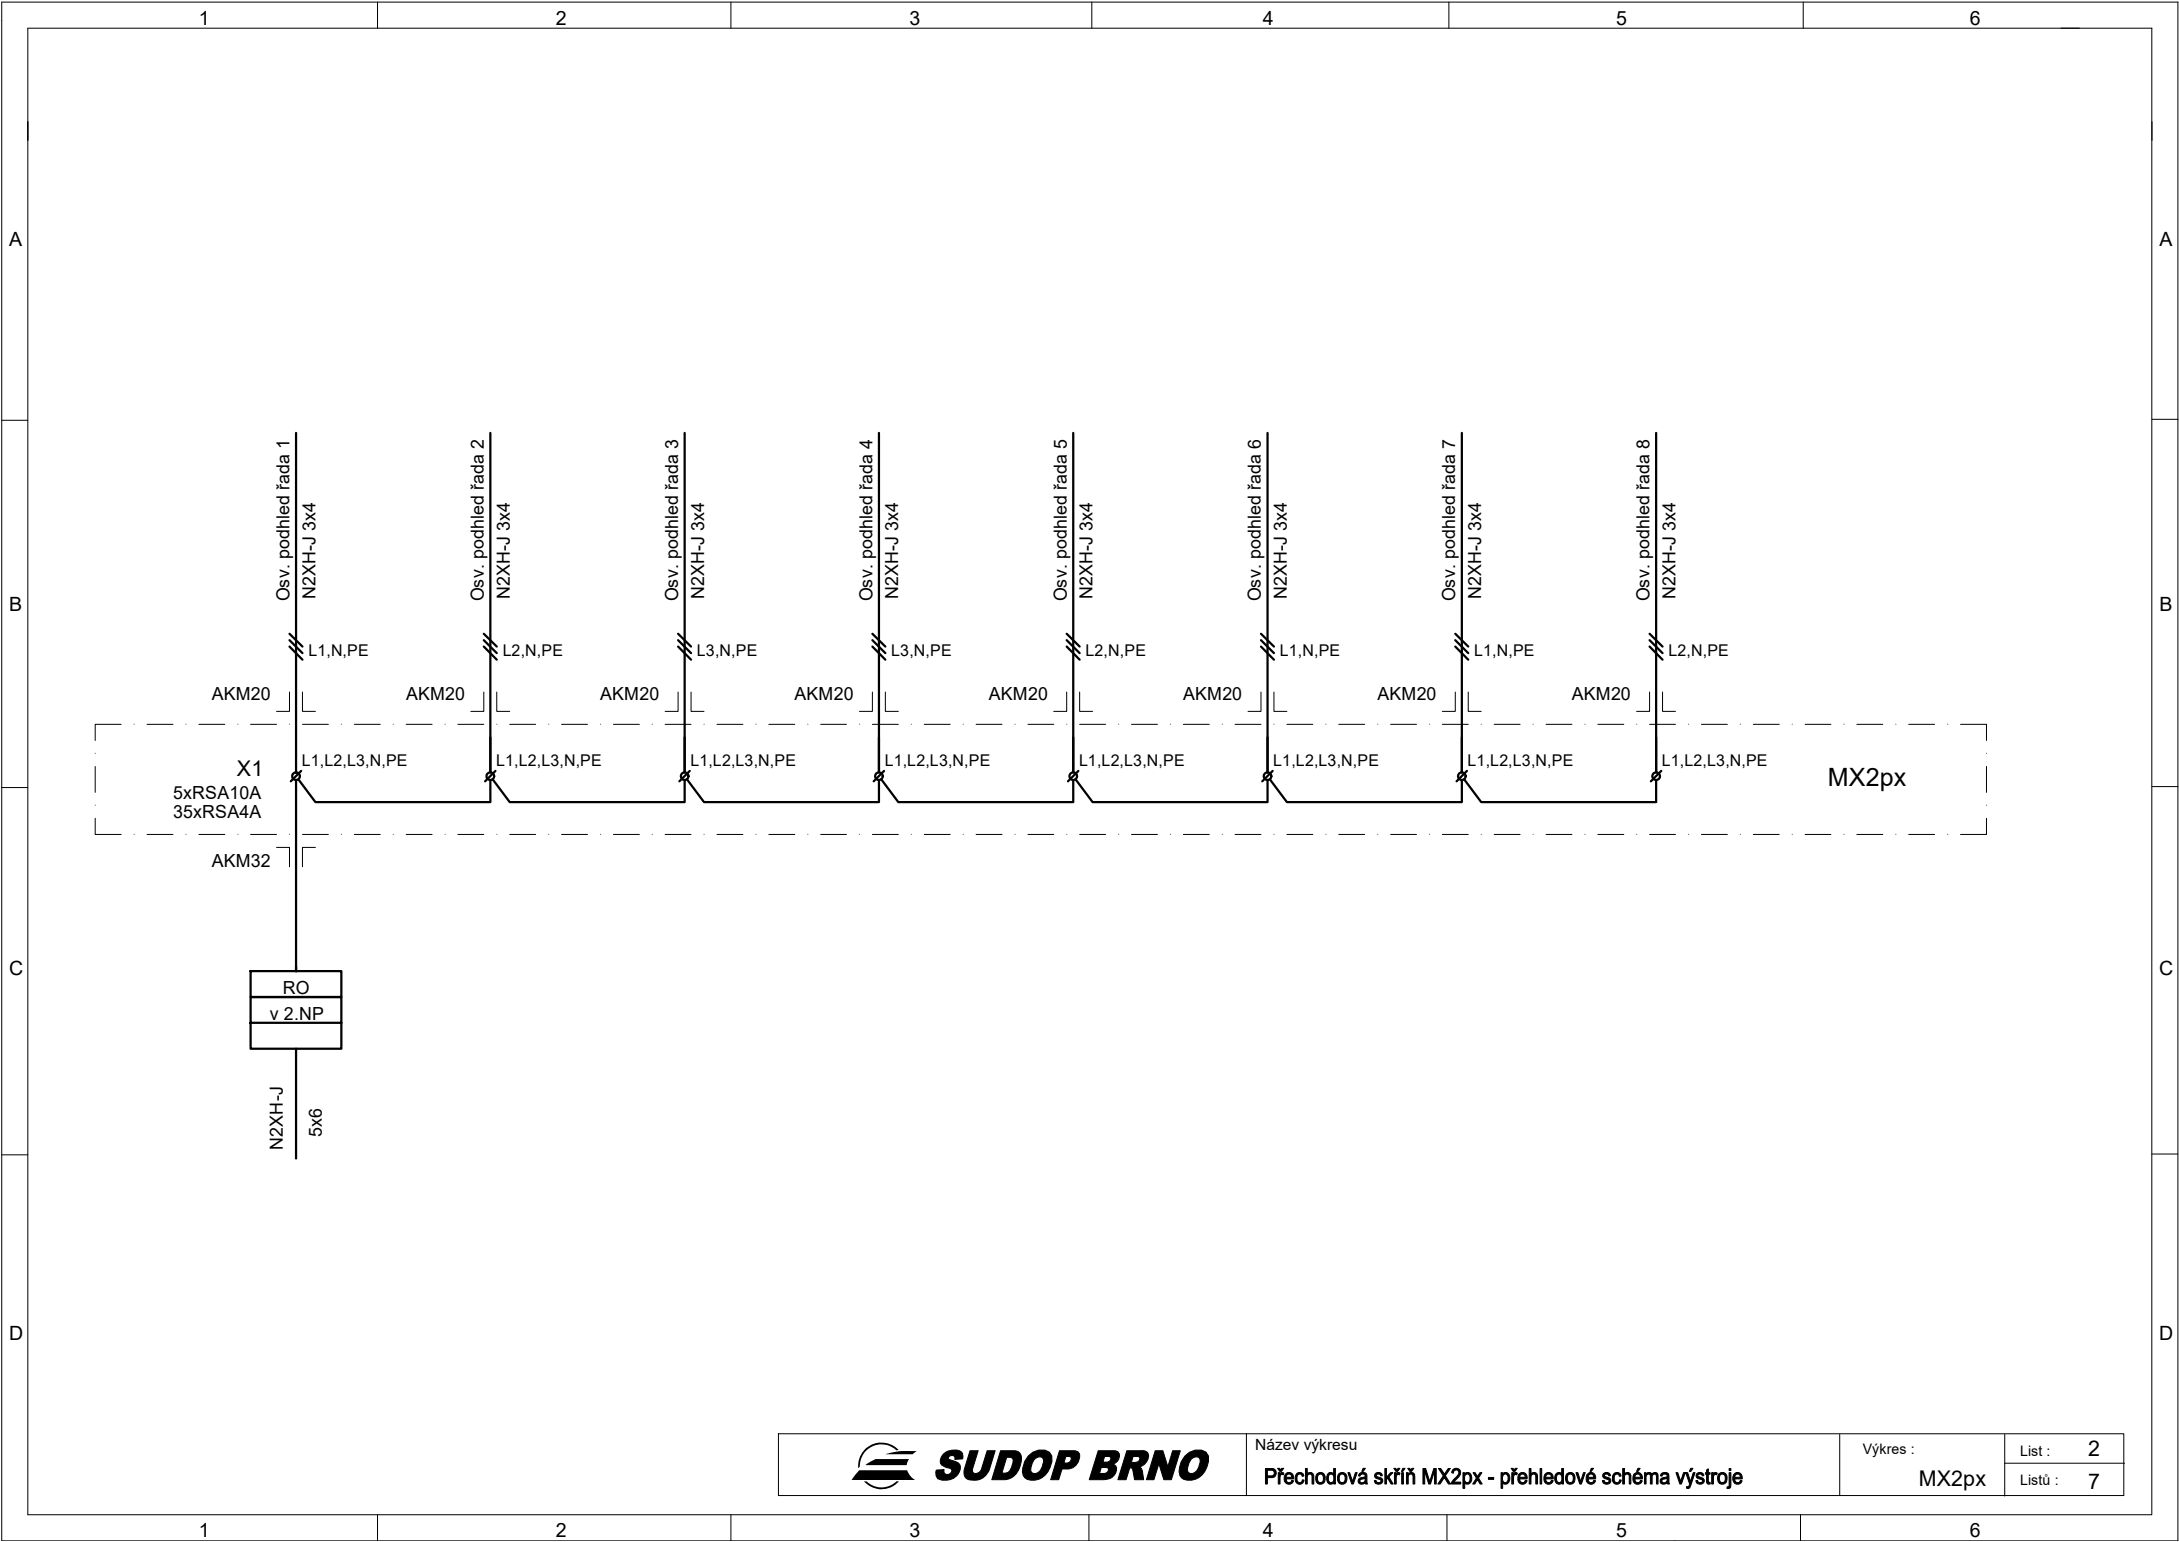 1 2 3 4 5 6
A A
Osv. podhled řada 1
N2XH-J 3x4
Osv. podhled řada 2
N2XH-J 3x4
Osv. podhled řada 3
N2XH-J 3x4
Osv. podhled řada 4
N2XH-J 3x4
Osv. podhled řada 5
N2XH-J 3x4
Osv. podhled řada 6
N2XH-J 3x4
Osv. podhled řada 7
N2XH-J 3x4
Osv. podhled řada 8
N2XH-J 3x4
B B
L1,N,PE L2,N,PE L3,N,PE L3,N,PE L2,N,PE L1,N,PE L1,N,PE L2,N,PE
AKM20 AKM20 AKM20 AKM20 AKM20 AKM20 AKM20 AKM20
L1,L2,L3,N,PE L1,L2,L3,N,PE L1,L2,L3,N,PE L1,L2,L3,N,PE L1,L2,L3,N,PE L1,L2,L3,N,PE L1,L2,L3,N,PE L1,L2,L3,N,PE
X1
5xRSA10A
35xRSA4A
MX2px
AKM32
C C
RO
v 2.NP
N2XH-J
5x6
D D
SUDOP BRNO
Název výkresu
Přechodová skříň MX2px - přehledové schéma výstroje
Výkres :
MX2px
List : 2
Listů : 7
1 2 3 4 5 6